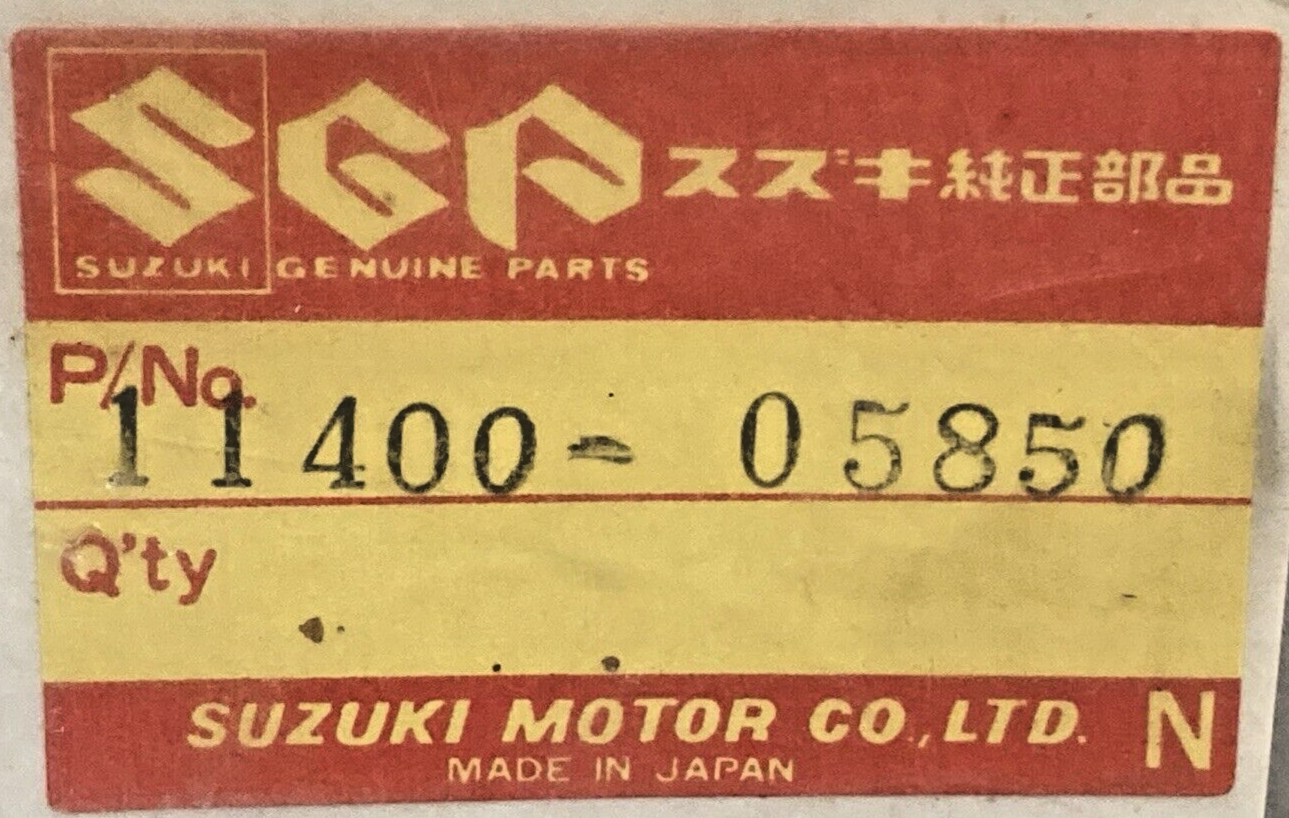 SGP スズキ純正部品
SUZUKI GENUINE PARTS
P/No.
11400-05850
Q'ty
SUZUKI MOTOR CO.,LTD. N
MADE IN JAPAN